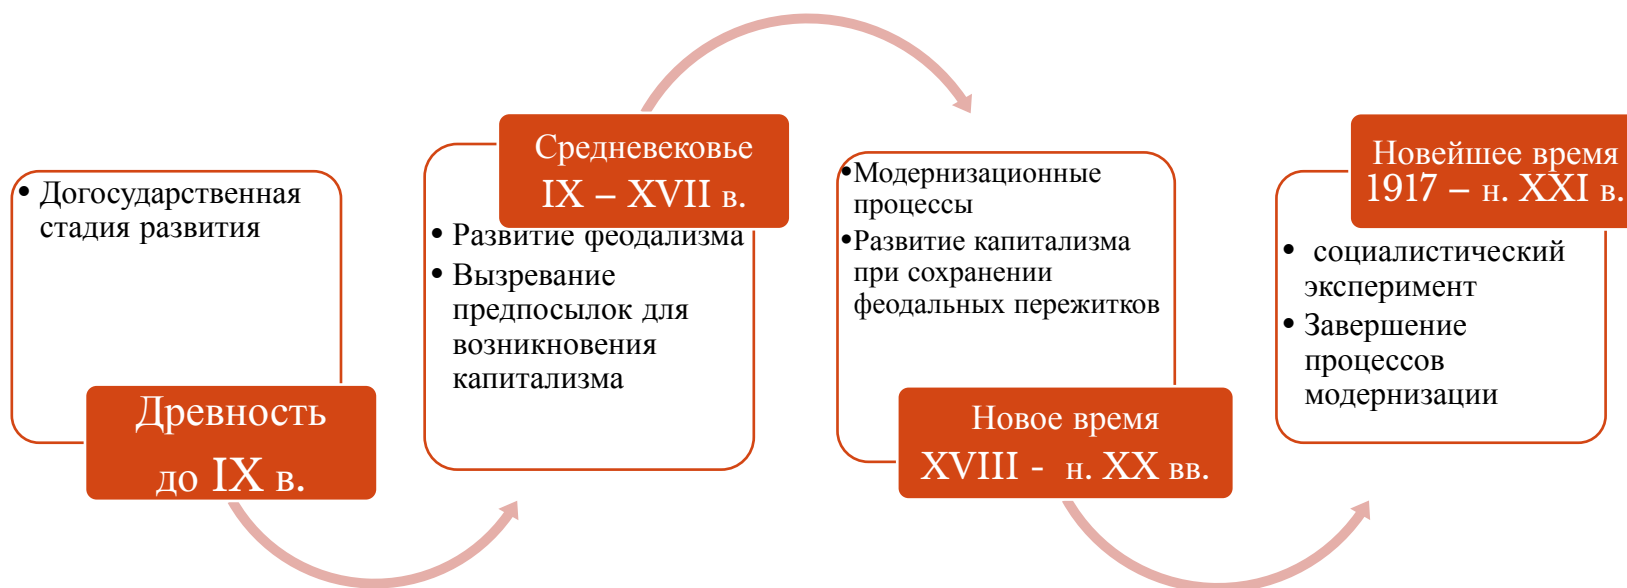 • Догосударственная
стадия развития
Древность
до IX в.
Средневековье
IX – XVII в.
• Развитие феодализма
• Вызревание
предпосылок для
возникновения
капитализма
•Модернизационные
процессы
•Развитие капитализма
при сохранении
феодальных пережитков
Новое время
XVIII - н. XX вв.
Новейшее время
1917 – н. XXI в.
• социалистический
эксперимент
• Завершение
процессов
модернизации